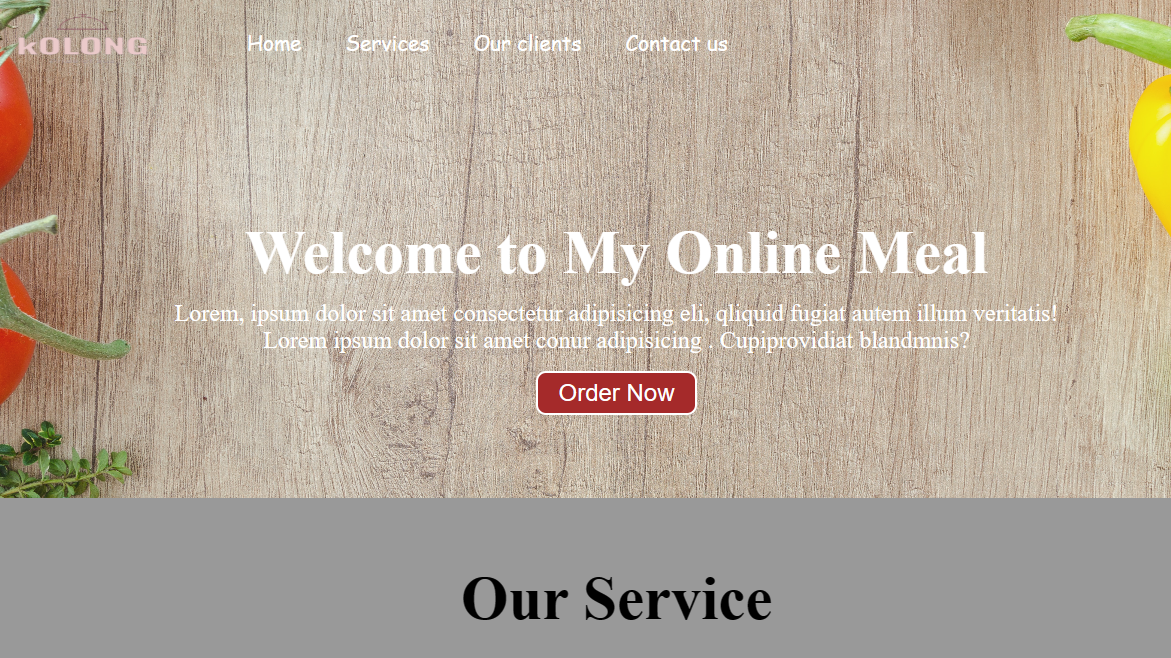 kOLONG
Home Services Our clients Contact us
Welcome to My Online Meal
Lorem, ipsum dolor sit amet consectetur adipisicing eli, qliquid fugiat autem illum veritatis!
Lorem ipsum dolor sit amet conur adipisicing . Cupiprovidiat blandmnis?
Order Now
Our Service